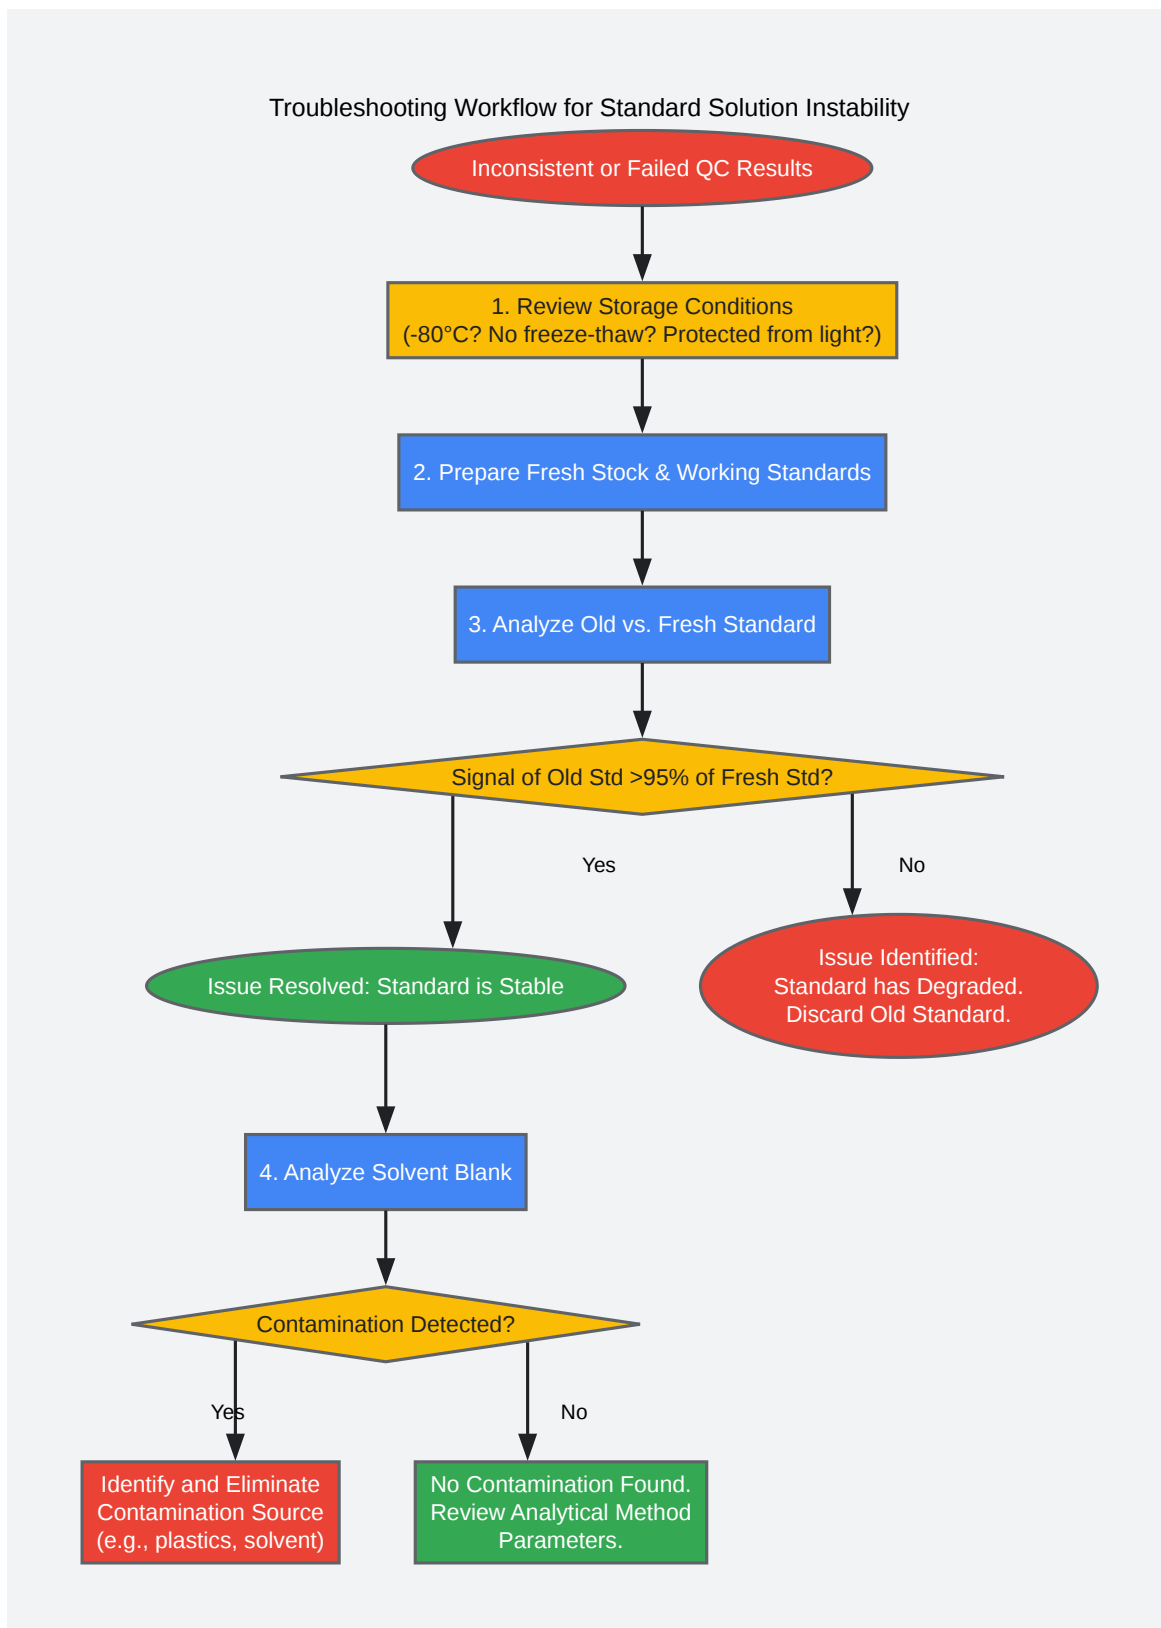 Troubleshooting Workflow for Standard Solution Instability
Inconsistent or Failed QC Results
1. Review Storage Conditions
(-80°C? No freeze-thaw? Protected from light?)
2. Prepare Fresh Stock & Working Standards
3. Analyze Old vs. Fresh Standard
Signal of Old Std >95% of Fresh Std?
Yes
No
Issue Resolved: Standard is Stable
Issue Identified:
Standard has Degraded.
Discard Old Standard.
4. Analyze Solvent Blank
Contamination Detected?
Yes
No
Identify and Eliminate
Contamination Source
(e.g., plastics, solvent)
No Contamination Found.
Review Analytical Method
Parameters.